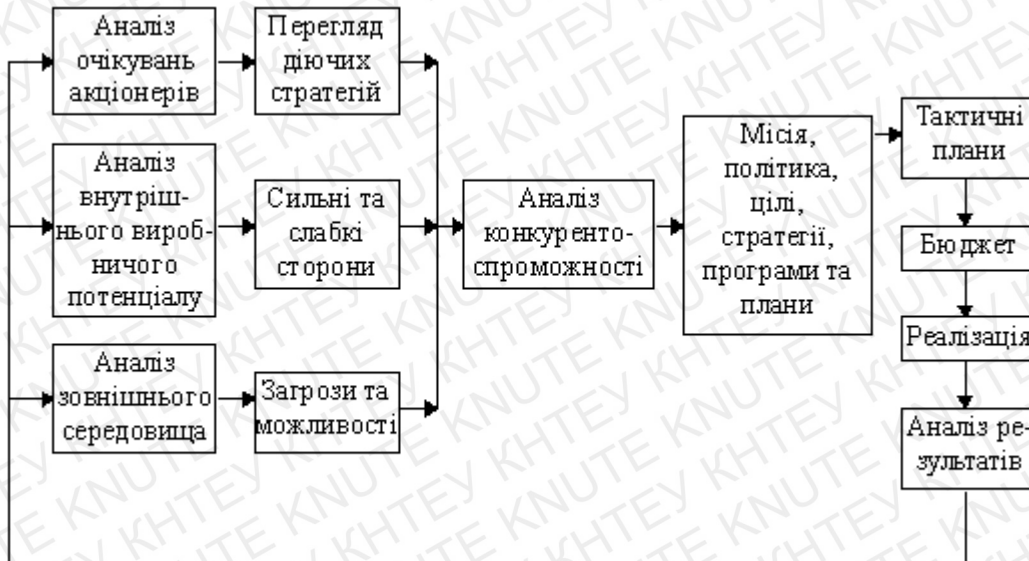 Аналіз
очікувань
акціонерів
Перегляд
діючих
стратегій
Аналіз
внутріш-
нього вироб-
ничого
потенціалу
Сильні та
слабкі
сторони
Аналіз
зовнішнього
середовища
Загрози та
можливості
Аналіз
конкуренто-
спроможності
Місія,
політика,
цілі,
стратегії,
програми та
плани
Тактичні
плани
Бюджет
Реалізація
Аналіз ре-
зультатів